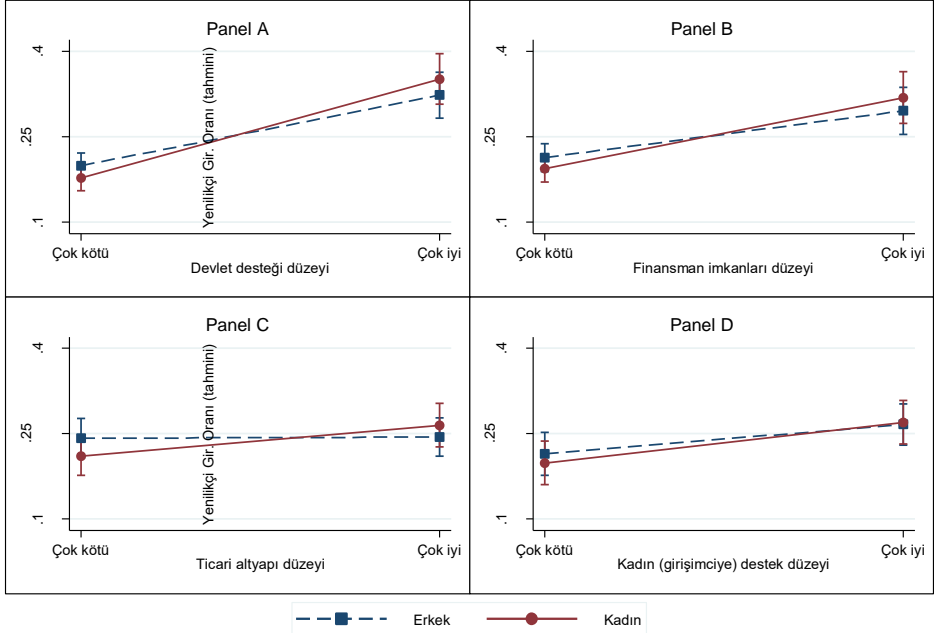 Panel A
Yenilikçi Gir. Oranı (tahmini)
.4
.25
.1
Çok kötü
Çok iyi
Devlet desteği düzeyi
Panel B
.4
.25
.1
Çok kötü
Çok iyi
Finansman imkanları düzeyi
Panel C
Yenilikçi Gir. Oranı (tahmini)
.4
.25
.1
Çok kötü
Çok iyi
Ticari altyapı düzeyi
Panel D
.4
.25
.1
Çok kötü
Çok iyi
Kadın (girişimciye) destek düzeyi
Erkek
Kadın